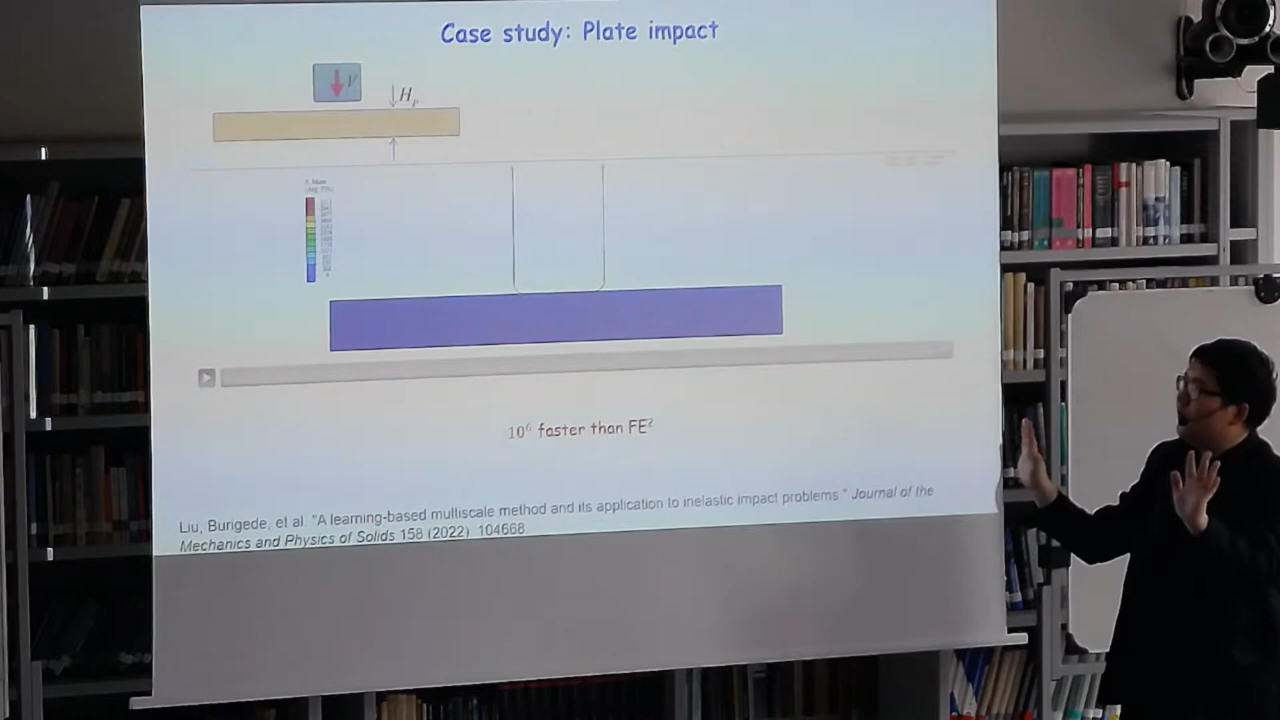 Case study: Plate impact
V
H
S, Mises
10⁶ faster than FE²
Liu, Burigede, et al. "A learning-based multiscale method and its application to inelastic impact problems." Journal of the
Mechanics and Physics of Solids 158 (2022) 104668